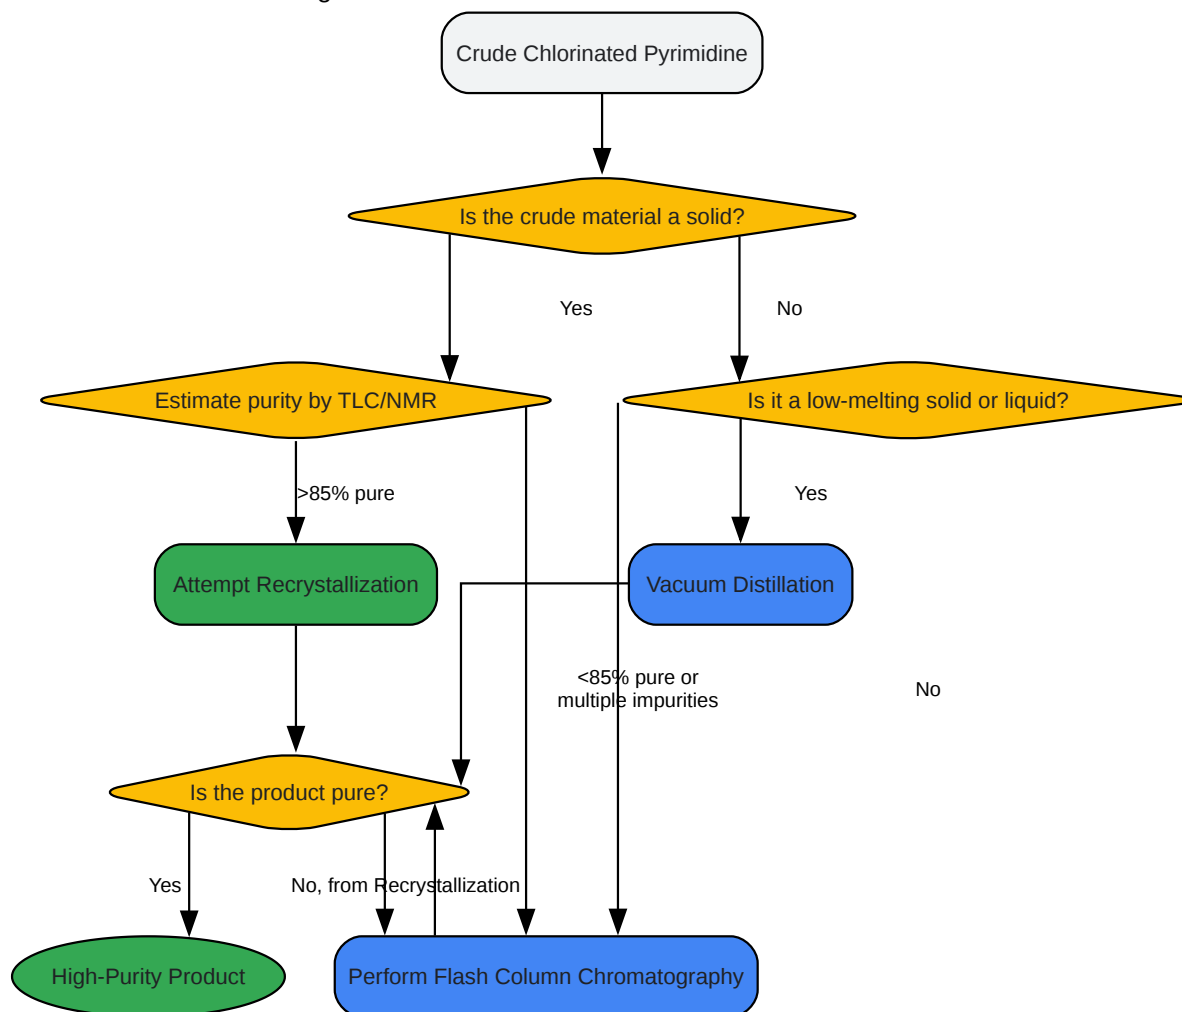 Crude Chlorinated Pyrimidine
Is the crude material a solid?
Yes
No
Estimate purity by TLC/NMR
Is it a low-melting solid or liquid?
>85% pure
Yes
Attempt Recrystallization
Vacuum Distillation
<85% pure or
multiple impurities
No
Is the product pure?
Yes
No, from Recrystallization
High-Purity Product
Perform Flash Column Chromatography